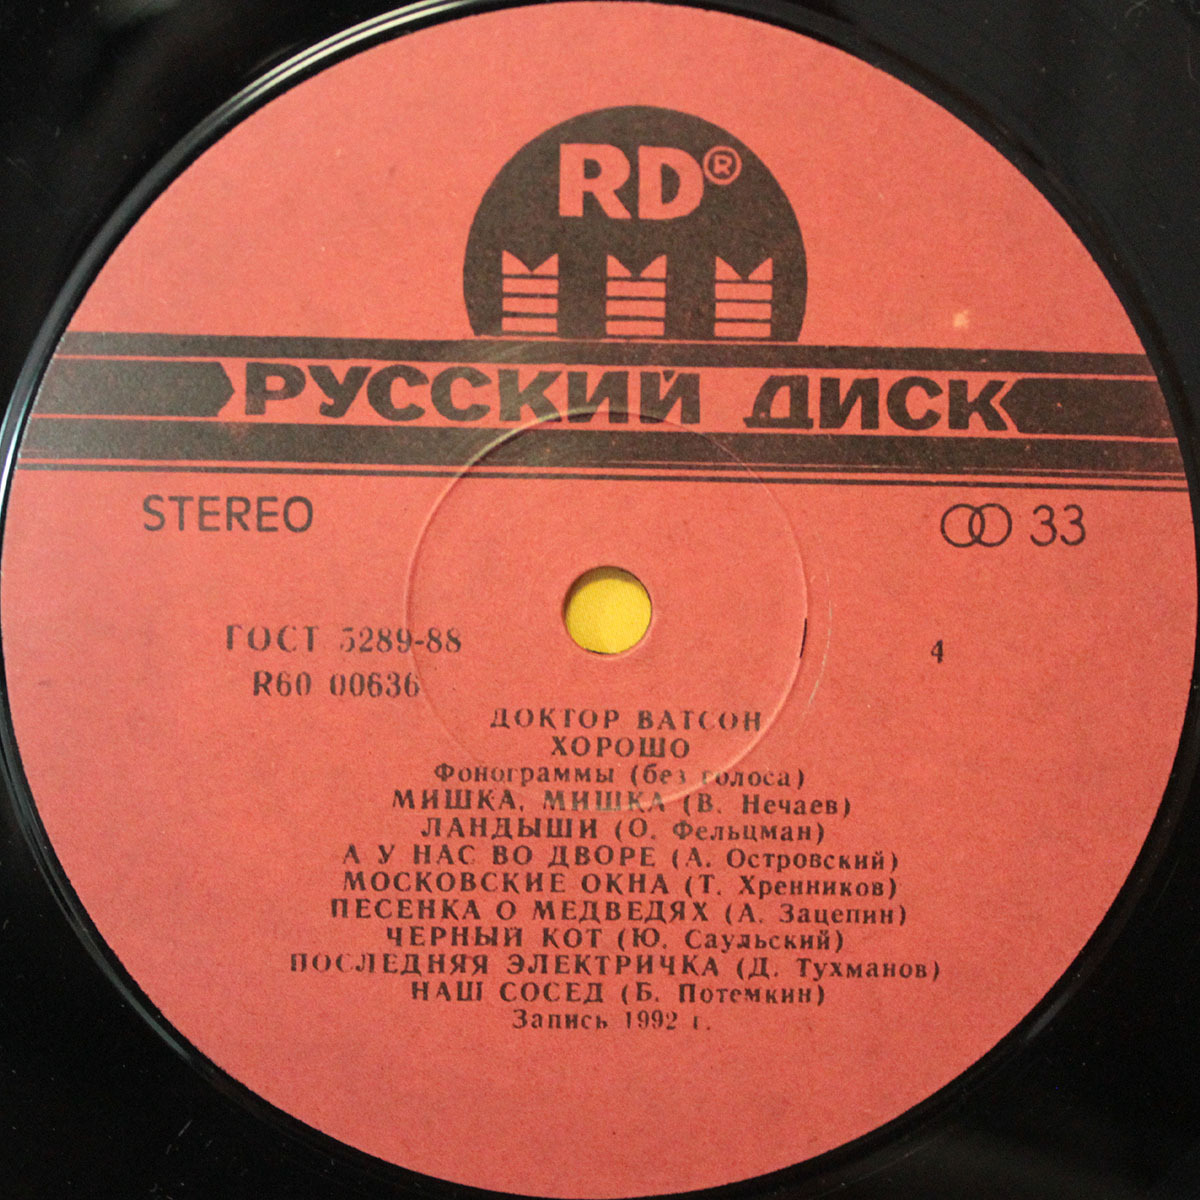 RD®
РУССКИЙ ДИСК
STEREO
33
ГОСТ 5289-88
4
R60 00636
ДОКТОР ВАТСОН
ХОРОШО
Фонограммы (без голоса)
МИШКА, МИШКА (В. Нечаев)
ЛАНДЫШИ (О. Фельцман)
А У НАС ВО ДВОРЕ (А. Островский)
МОСКОВСКИЕ ОКНА (Т. Хренников)
ПЕСЕНКА О МЕДВЕДЯХ (А. Зацепин)
ЧЕРНЫЙ КОТ (Ю. Саульский)
ПОСЛЕДНЯЯ ЭЛЕКТРИЧКА (Д. Тухманов)
НАШ СОСЕД (Б. Потемкин)
Запись 1992 г.